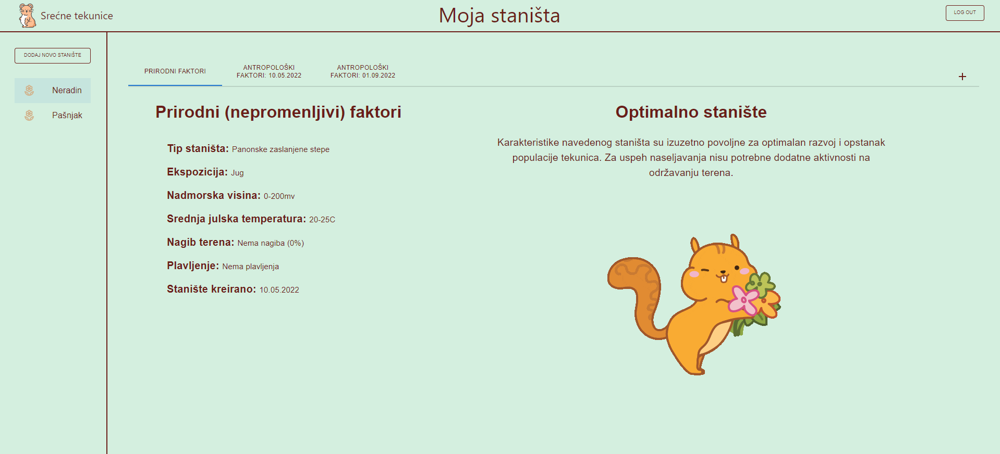 Srećne tekunice
Moja staništa
LOG OUT
DODAJ NOVO STANIŠTE
Neradin
Pašnjak
PRIRODNI FAKTORI
ANTROPOLOŠKI
FAKTORI: 10.05.2022
ANTROPOLOŠKI
FAKTORI: 01.09.2022
+
Prirodni (nepromenljivi) faktori
Tip staništa: Panonske zaslanjene stepe
Ekspozicija: Jug
Nadmorska visina: 0-200mv
Srednja julska temperatura: 20-25C
Nagib terena: Nema nagiba (0%)
Plavljenje: Nema plavljenja
Stanište kreirano: 10.05.2022
Optimalno stanište
Karakteristike navedenog staništa su izuzetno povoljne za optimalan razvoj i opstanak
populacije tekunica. Za uspeh naseljavanja nisu potrebne dodatne aktivnosti na
održavanju terena.